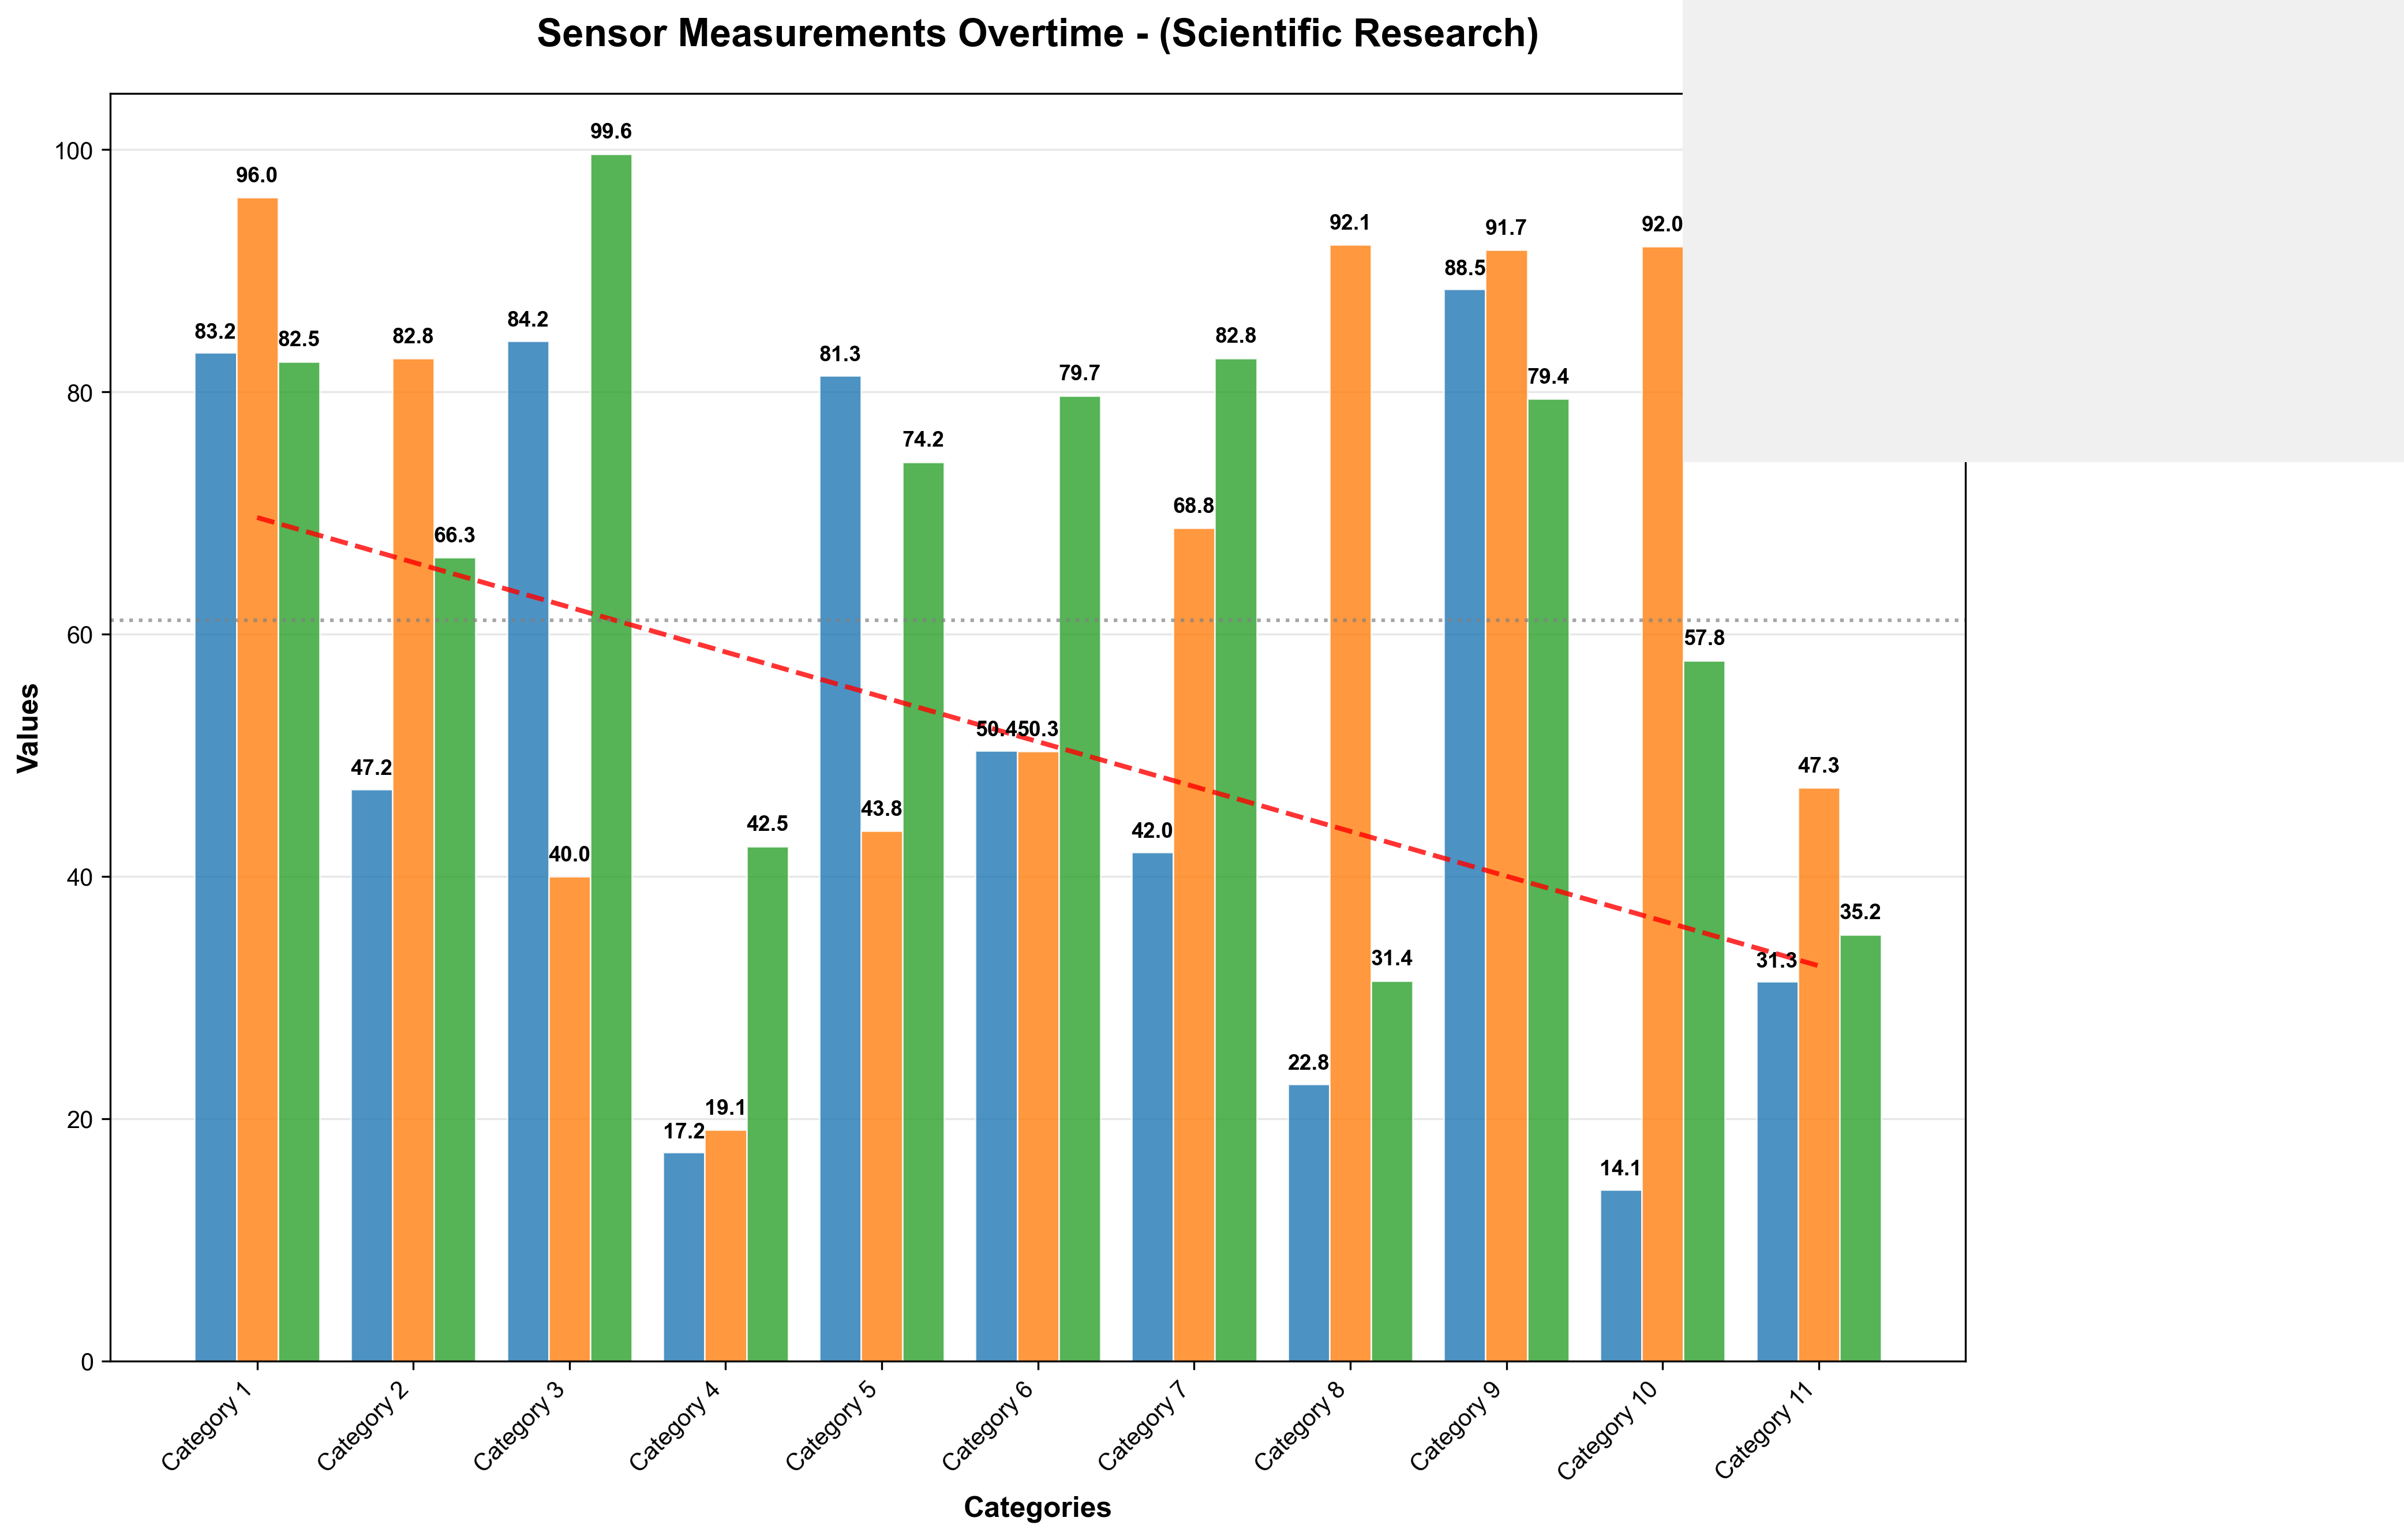 Sensor Measurements Overtime - (Scientific Research)
Values
100
80
60
40
20
0
83.2
96.0
82.5
47.2
82.8
66.3
84.2
40.0
99.6
17.2
19.1
42.5
81.3
43.8
74.2
50.4
50.3
79.7
42.0
68.8
82.8
22.8
92.1
31.4
88.5
91.7
79.4
14.1
92.0
57.8
31.3
47.3
35.2
Category 1
Category 2
Category 3
Category 4
Category 5
Category 6
Category 7
Category 8
Category 9
Category 10
Category 11
Categories